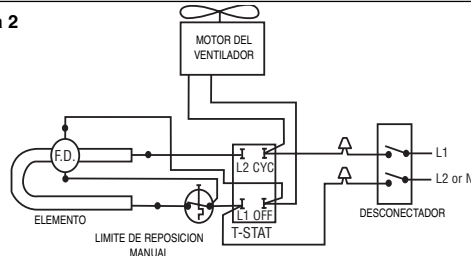 a 2
MOTOR DEL
VENTILADOR
F.D.
L2 CYC
L1 OFF
T-STAT
L1
L2 or N
DESCONECTADOR
ELEMENTO
LIMITE DE REPOSICION
MANUAL